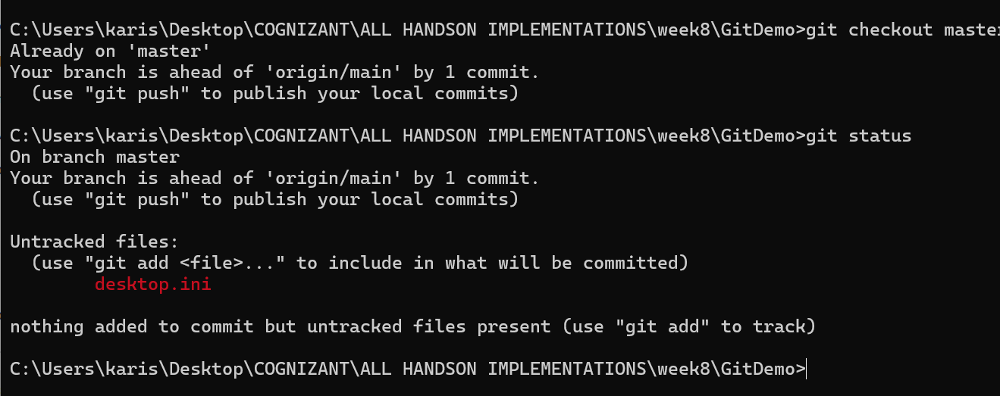 C:\Users\karis\Desktop\COGNIZANT\ALL HANDSON IMPLEMENTATIONS\week8\GitDemo>git checkout master
Already on 'master'
Your branch is ahead of 'origin/main' by 1 commit.
  (use "git push" to publish your local commits)

C:\Users\karis\Desktop\COGNIZANT\ALL HANDSON IMPLEMENTATIONS\week8\GitDemo>git status
On branch master
Your branch is ahead of 'origin/main' by 1 commit.
  (use "git push" to publish your local commits)

Untracked files:
  (use "git add <file>..." to include in what will be committed)
        desktop.ini

nothing added to commit but untracked files present (use "git add" to track)

C:\Users\karis\Desktop\COGNIZANT\ALL HANDSON IMPLEMENTATIONS\week8\GitDemo>